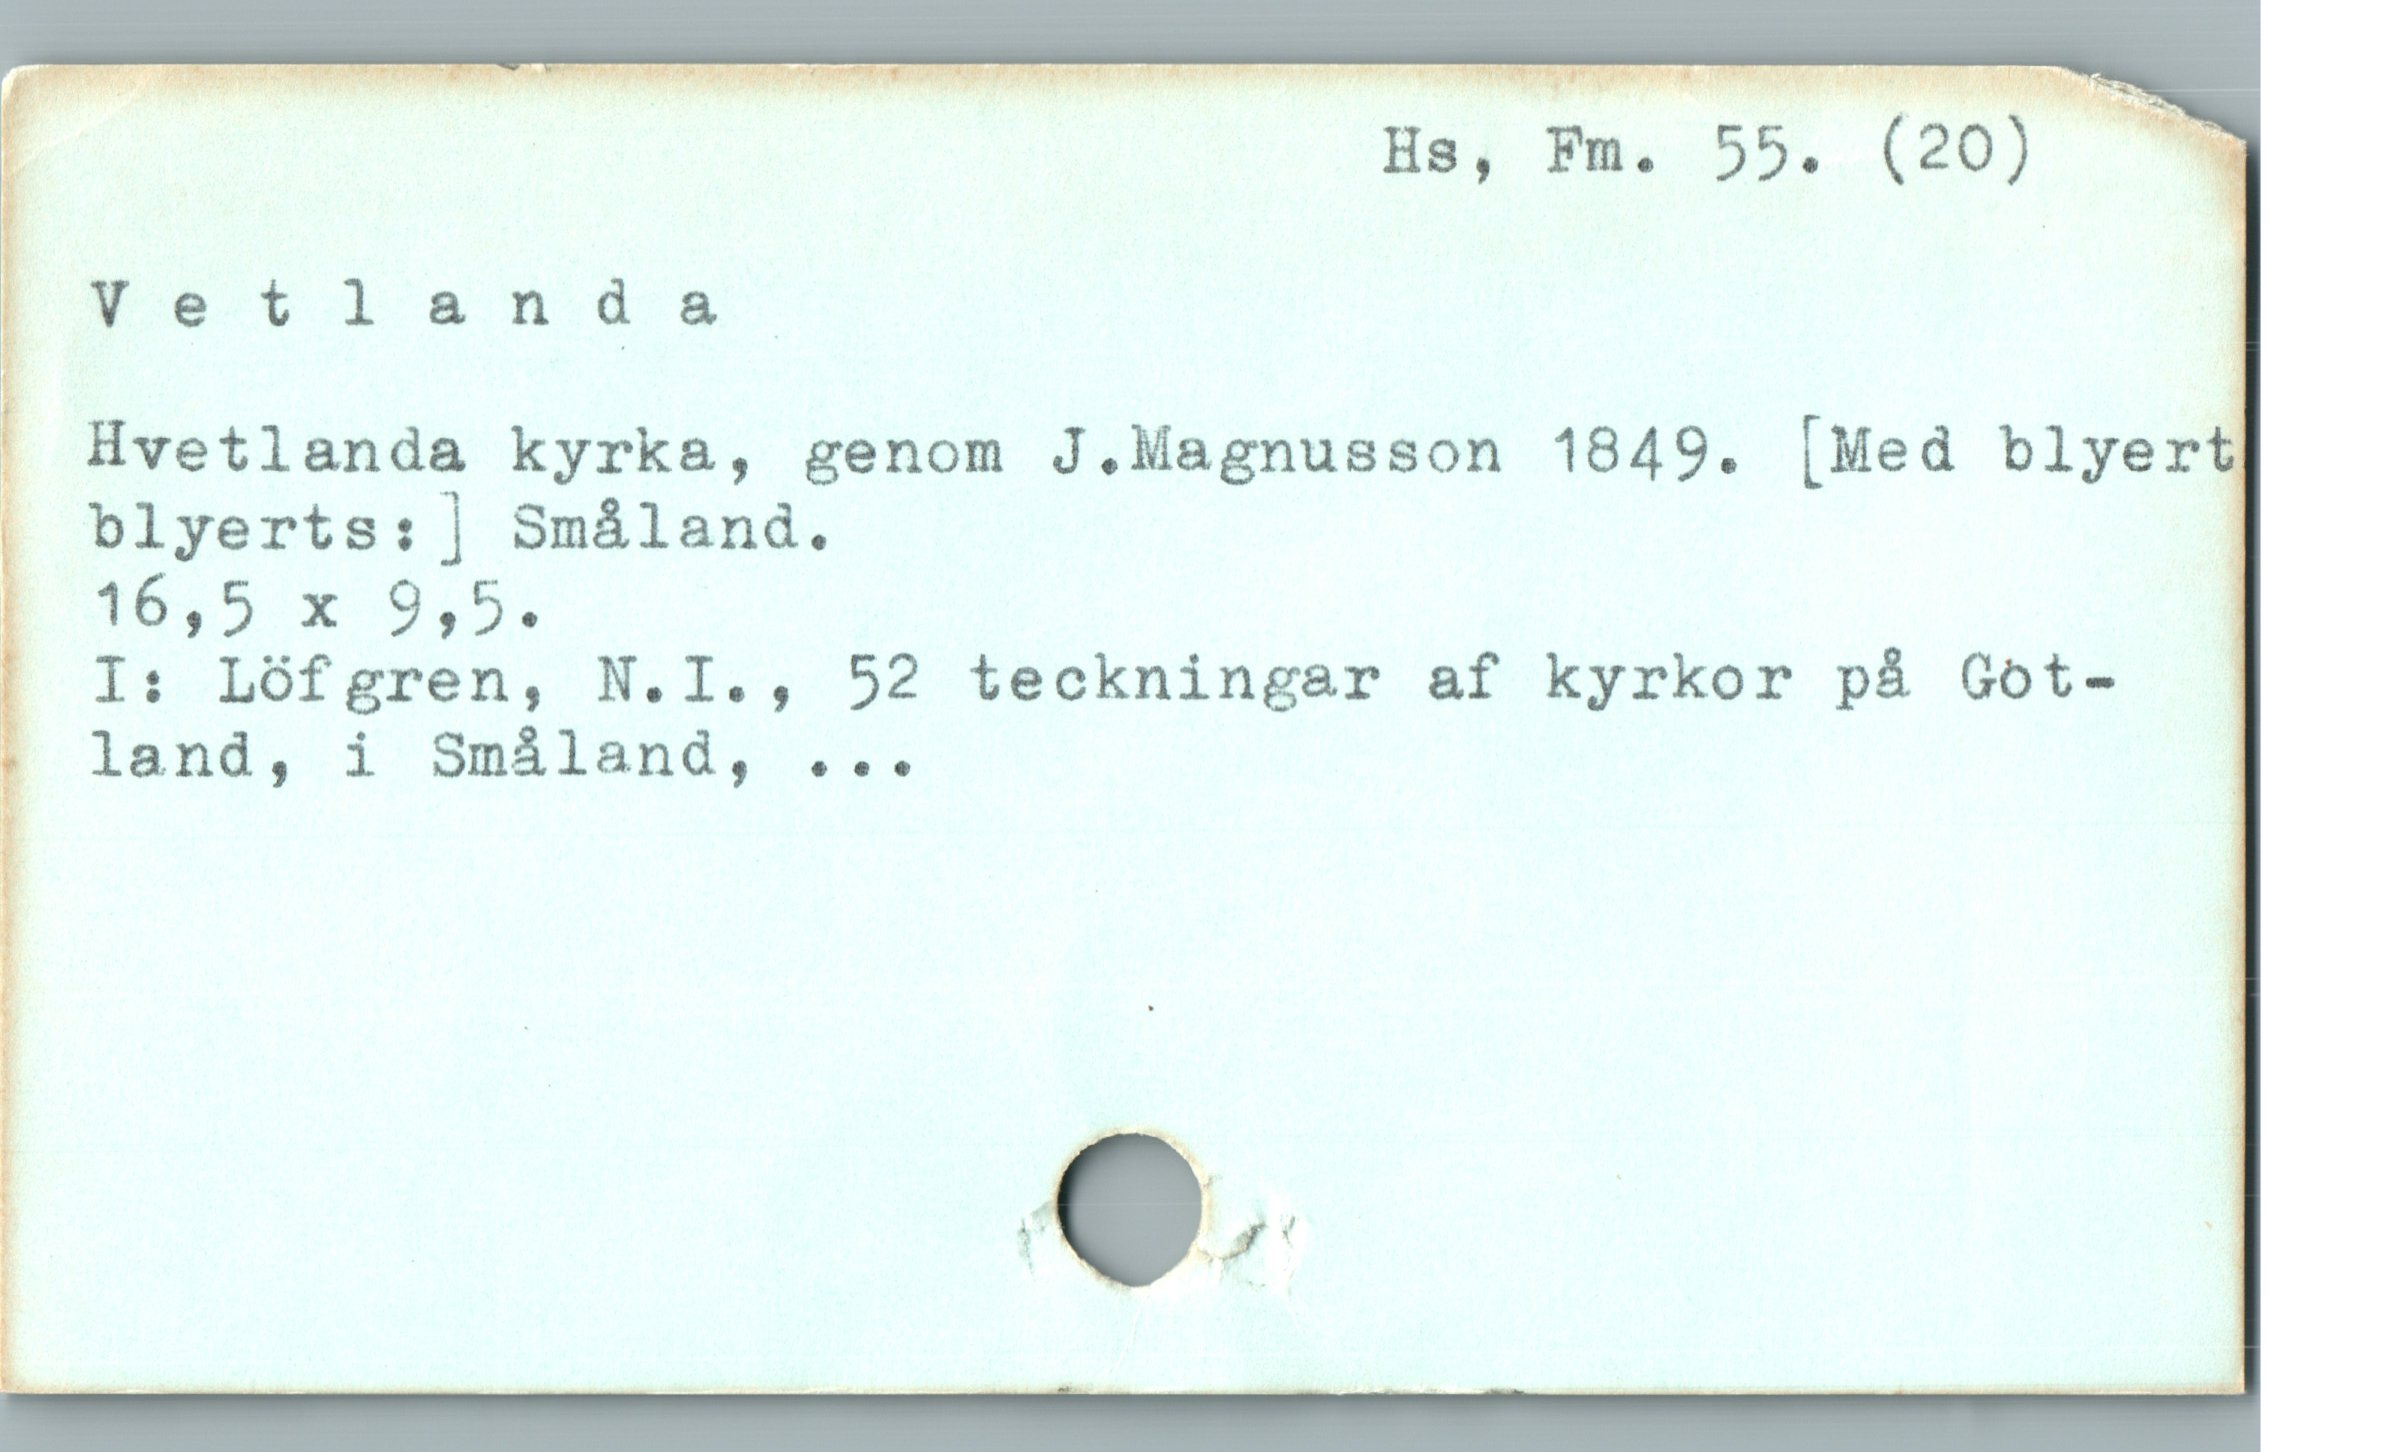 Hs, Fm. 55. (20)
V e t l a n d a
Hvetlanda kyrka, genom J.Magnusson 1849. [Med blyert
blyerts:] Småland.
16,5 x 9,5.
I: Löfgren, N.I., 52 teckningar af kyrkor på Got-
land, i Småland, ...